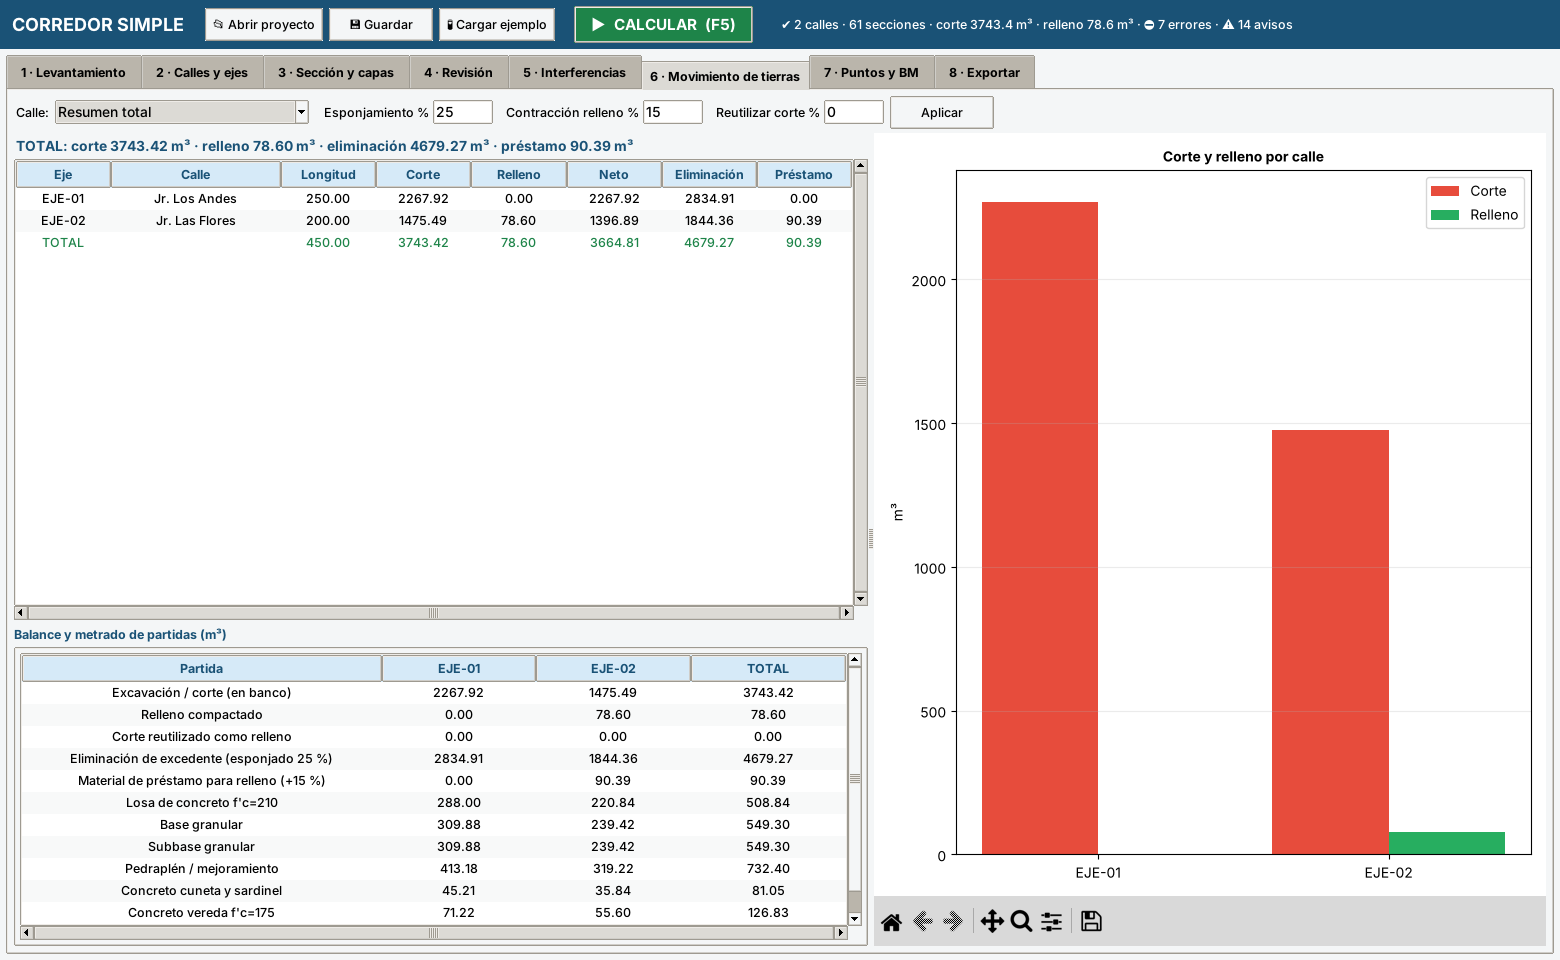 CORREDOR SIMPLE
📂 Abrir proyecto
💾 Guardar
🧪 Cargar ejemplo
▶ CALCULAR (F5)
✔ 2 calles · 61 secciones · corte 3743.4 m³ · relleno 78.6 m³ · ⛔ 7 errores · ⚠ 14 avisos
1 · Levantamiento
2 · Calles y ejes
3 · Sección y capas
4 · Revisión
5 · Interferencias
6 · Movimiento de tierras
7 · Puntos y BM
8 · Exportar
Calle: Resumen total Esponjamiento % 25 Contracción relleno % 15 Reutilizar corte % 0 Aplicar
TOTAL: corte 3743.42 m³ · relleno 78.60 m³ · eliminación 4679.27 m³ · préstamo 90.39 m³
Eje Calle Longitud Corte Relleno Neto Eliminación Préstamo
EJE-01 Jr. Los Andes 250.00 2267.92 0.00 2267.92 2834.91 0.00
EJE-02 Jr. Las Flores 200.00 1475.49 78.60 1396.89 1844.36 90.39
TOTAL 450.00 3743.42 78.60 3664.81 4679.27 90.39
Balance y metrado de partidas (m³)
Partida EJE-01 EJE-02 TOTAL
Excavación / corte (en banco) 2267.92 1475.49 3743.42
Relleno compactado 0.00 78.60 78.60
Corte reutilizado como relleno 0.00 0.00 0.00
Eliminación de excedente (esponjado 25 %) 2834.91 1844.36 4679.27
Material de préstamo para relleno (+15 %) 0.00 90.39 90.39
Losa de concreto f'c=210 288.00 220.84 508.84
Base granular 309.88 239.42 549.30
Subbase granular 309.88 239.42 549.30
Pedraplén / mejoramiento 413.18 319.22 732.40
Concreto cuneta y sardinel 45.21 35.84 81.05
Concreto vereda f'c=175 71.22 55.60 126.83
Corte y relleno por calle
Corte
Relleno
2000
1500
1000
500
0
m³
EJE-01
EJE-02